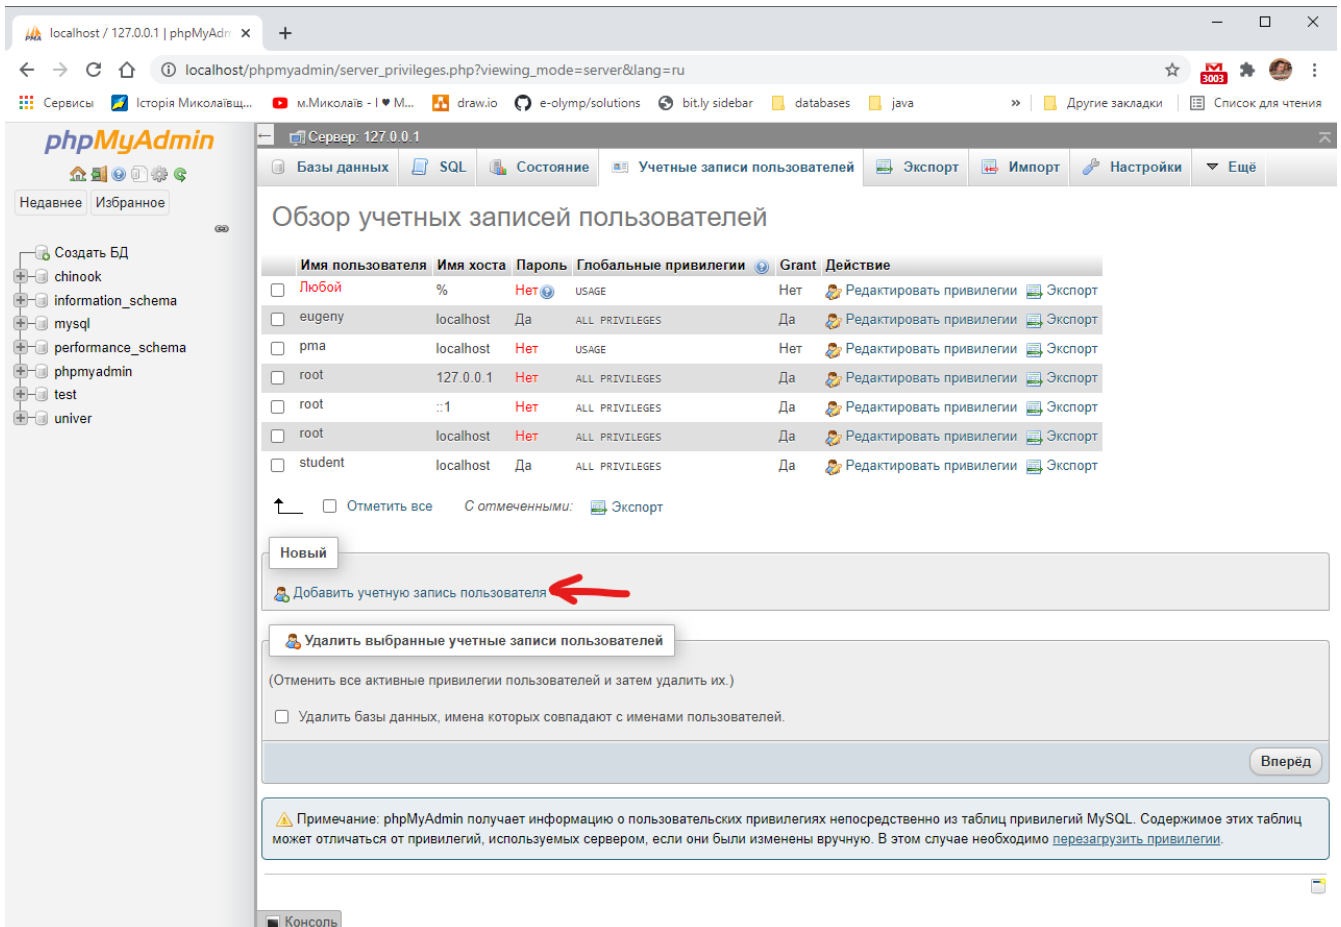 localhost / 127.0.0.1 | phpMyAdm
localhost/phpmyadmin/server_privileges.php?viewing_mode=server&lang=ru
3003
Сервисы Історія Миколаївщ... м.Миколаїв - І ♥ М... draw.io e-olymp/solutions bit.ly sidebar databases java » Другие закладки Список для чтения
phpMyAdmin
Недавнее Избранное
Создать БД
chinook
information_schema
mysql
performance_schema
phpmyadmin
test
univer
Сервер: 127.0.0.1
Базы данных SQL Состояние Учетные записи пользователей Экспорт Импорт Настройки Ещё
Обзор учетных записей пользователей
Имя пользователя Имя хоста Пароль Глобальные привилегии Grant Действие
Любой % Нет USAGE Нет Редактировать привилегии Экспорт
eugeny localhost Да ALL PRIVILEGES Да Редактировать привилегии Экспорт
pma localhost Нет USAGE Нет Редактировать привилегии Экспорт
root 127.0.0.1 Нет ALL PRIVILEGES Да Редактировать привилегии Экспорт
root ::1 Нет ALL PRIVILEGES Да Редактировать привилегии Экспорт
root localhost Нет ALL PRIVILEGES Да Редактировать привилегии Экспорт
student localhost Да ALL PRIVILEGES Да Редактировать привилегии Экспорт
Отметить все С отмеченными: Экспорт
Новый
Добавить учетную запись пользователя
Удалить выбранные учетные записи пользователей
(Отменить все активные привилегии пользователей и затем удалить их.)
Удалить базы данных, имена которых совпадают с именами пользователей.
Вперёд
Примечание: phpMyAdmin получает информацию о пользовательских привилегиях непосредственно из таблиц привилегий MySQL. Содержимое этих таблиц
может отличаться от привилегий, используемых сервером, если они были изменены вручную. В этом случае необходимо перезагрузить привилегии.
Консоль